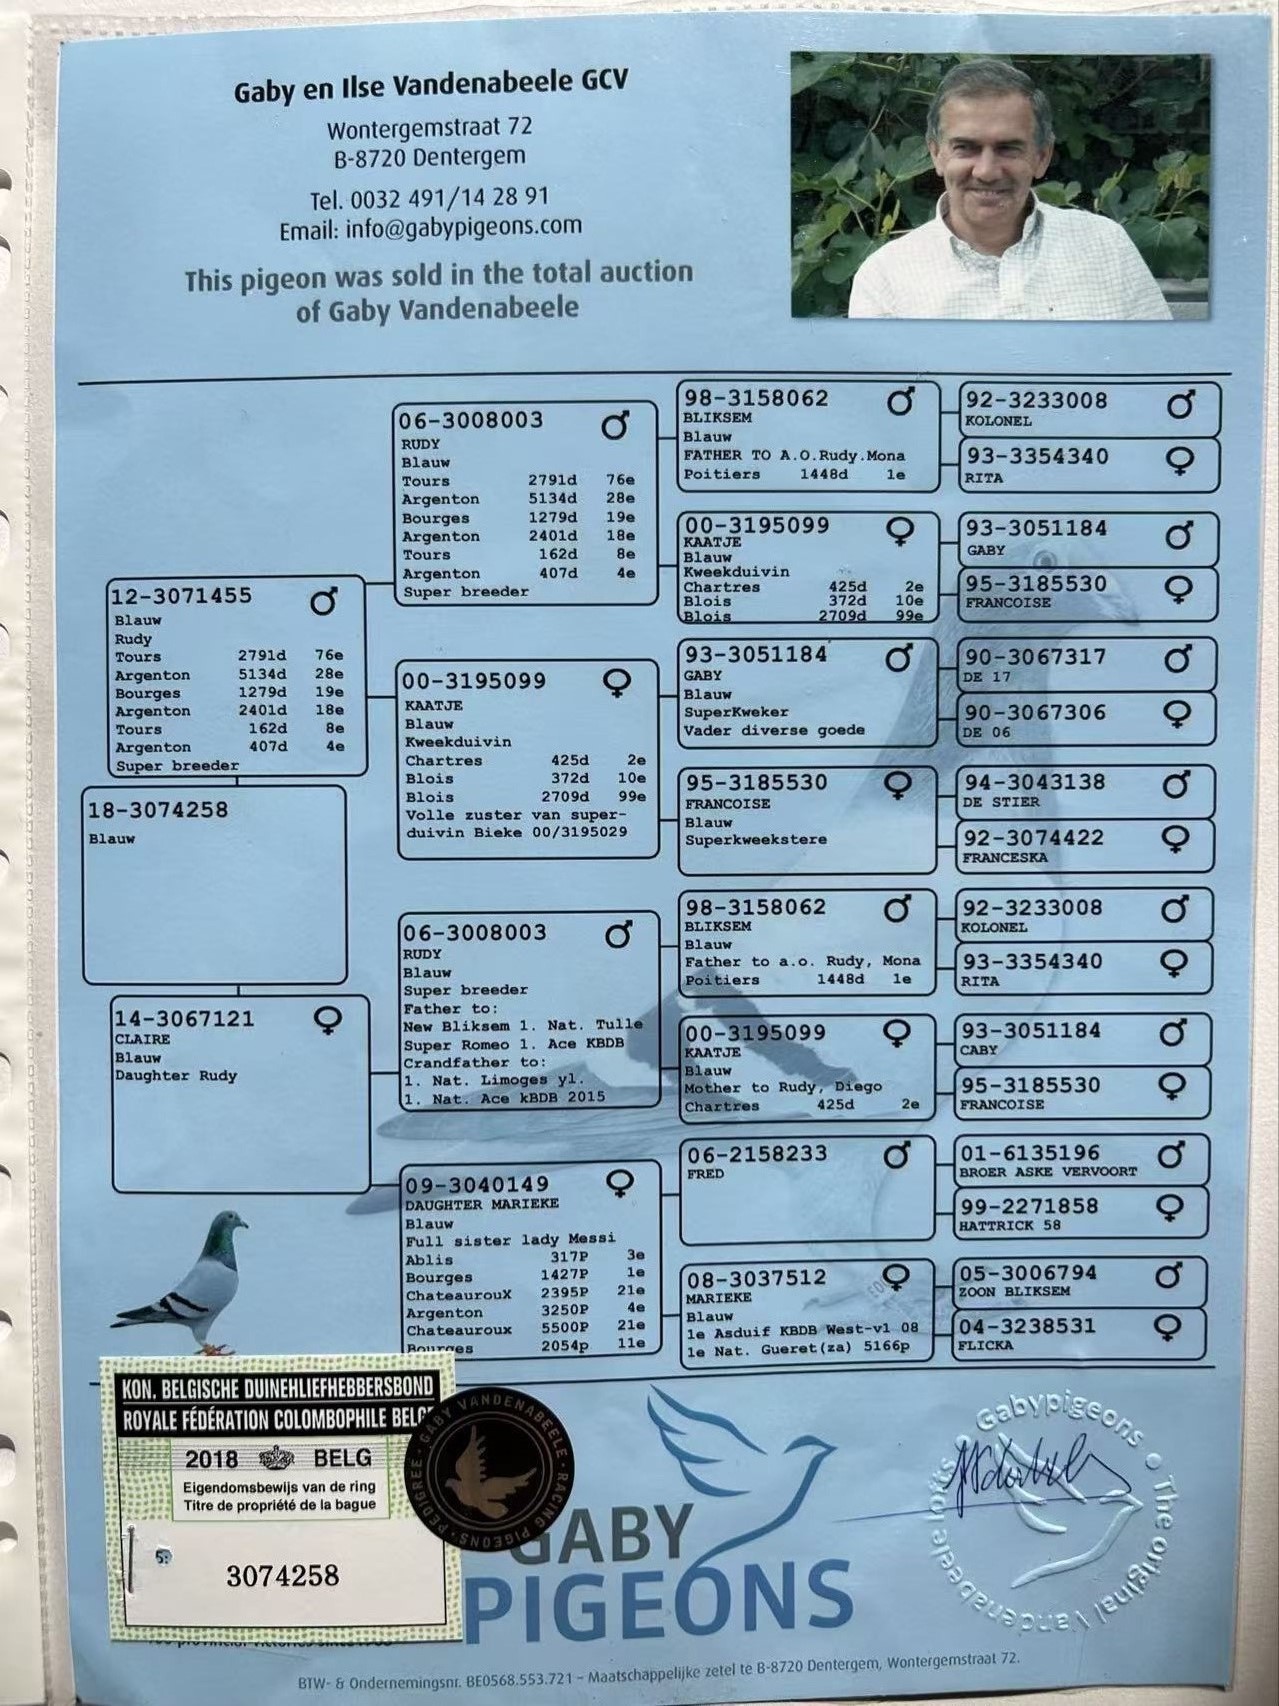 Gaby en Ilse Vandenabeele GCV
Wontergemstraat 72
B-8720 Dentergem
Tel. 0032 491/14 28 91
Email: info@gabypigeons.com
This pigeon was sold in the total auction
of Gaby Vandenabeele
18-3074258
Blauw
12-3071455 ♂
Blauw
Rudy
Tours 2791d 76e
Argenton 5134d 28e
Bourges 1279d 19e
Argenton 2401d 18e
Tours 162d 8e
Argenton 407d 4e
Super breeder
14-3067121 ♀
CLAIRE
Blauw
Daughter Rudy
06-3008003 ♂
RUDY
Blauw
Tours 2791d 76e
Argenton 5134d 28e
Bourges 1279d 19e
Argenton 2401d 18e
Tours 162d 8e
Argenton 407d 4e
Super breeder
00-3195099 ♀
KAATJE
Blauw
Kweekduivin
Chartres 425d 2e
Blois 372d 10e
Blois 2709d 99e
Volle zuster van super-
duivin Bieke 00/3195029
06-3008003 ♂
RUDY
Blauw
Super breeder
Father to:
New Bliksem 1. Nat. Tulle
Super Romeo 1. Ace KBDB
Crandfather to:
1. Nat. Limoges yl.
1. Nat. Ace kBDB 2015
09-3040149 ♀
DAUGHTER MARIEKE
Blauw
Full sister lady Messi
Ablis 317P 3e
Bourges 1427P 1e
ChateaurouX 2395P 21e
Argenton 3250P 4e
Chateauroux 5500P 21e
Bourges 2054p 11e
98-3158062 ♂
BLIKSEM
Blauw
FATHER TO A.O.Rudy.Mona
Poitiers 1448d 1e
00-3195099 ♀
KAATJE
Blauw
Kweekduivin
Chartres 425d 2e
Blois 372d 10e
Blois 2709d 99e
93-3051184 ♂
GABY
Blauw
SuperKweker
Vader diverse goede
95-3185530 ♀
FRANCOISE
Blauw
Superkweekstere
98-3158062 ♂
BLIKSEM
Blauw
Father to a.o. Rudy, Mona
Poitiers 1448d 1e
00-3195099 ♀
KAATJE
Blauw
Mother to Rudy, Diego
Chartres 425d 2e
06-2158233 ♂
FRED
08-3037512 ♀
MARIEKE
Blauw
1e Asduif KBDB West-vl 08
1e Nat. Gueret(za) 5166p
92-3233008 ♂
KOLONEL
93-3354340 ♀
RITA
93-3051184 ♂
GABY
95-3185530 ♀
FRANCOISE
90-3067317 ♂
DE 17
90-3067306 ♀
DE 06
94-3043138 ♂
DE STIER
92-3074422 ♀
FRANCESKA
92-3233008 ♂
KOLONEL
93-3354340 ♀
RITA
93-3051184 ♂
CABY
95-3185530 ♀
FRANCOISE
01-6135196 ♂
BROER ASKE VERVOORT
99-2271858 ♀
HATTRICK 58
05-3006794 ♂
ZOON BLIKSEM
04-3238531 ♀
FLICKA
KON. BELGISCHE DUINEHLIEFHEBBERSBOND
ROYALE FÉDÉRATION COLOMBOPHILE
2018 BELG
Eigendomsbewijs van de ring
Titre de propriété de la bague
3074258
GABY VANDENABEELE · RACING PIGEONS · PEDIGREE ·
GABY
PIGEONS
Gabypigeons • The original Vandenabeele lofts
BTW- & Ondernemingsnr. BE0568.553.721 – Maatschappelijke zetel te B-8720 Dentergem, Wontergemstraat 72.